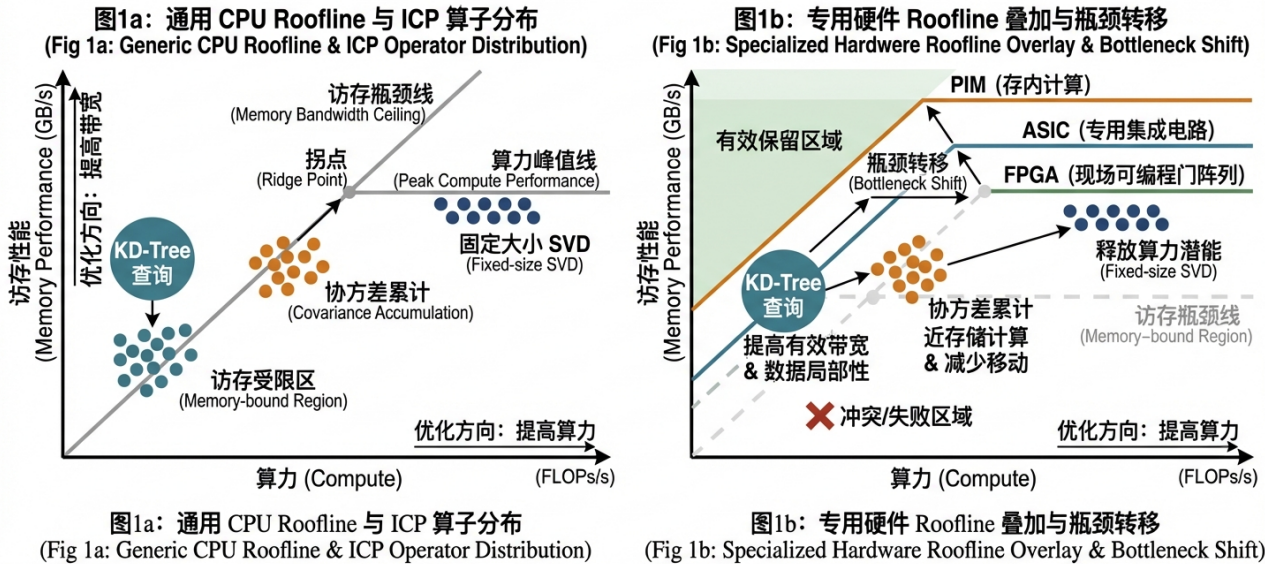 图1a：通用 CPU Roofline 与 ICP 算子分布
(Fig 1a: Generic CPU Roofline & ICP Operator Distribution)
访存性能
(Memory Performance (GB/s)
优化方向：提高带宽
访存瓶颈线
(Memory Bandwidth Ceiling)
拐点
(Ridge Point)
算力峰值线
(Peak Compute Performance)
KD-Tree
查询
固定大小 SVD
(Fixed-size SVD)
协方差累计
(Covariance Accumulation)
访存受限区
(Memory-bound Region)
优化方向：提高算力
算力 (Compute)
(FLOPs/s)
图1a：通用 CPU Roofline 与 ICP 算子分布
(Fig 1a: Generic CPU Roofline & ICP Operator Distribution)
图1b：专用硬件 Roofline 叠加与瓶颈转移
(Fig 1b: Specialized Hardwere Roofline Overlay & Bottleneck Shift)
访存性能
(Memory Performance (GB/s)
PIM (存内计算)
有效保留区域
ASIC (专用集成电路)
瓶颈转移
(Bottleneck Shift)
FPGA (现场可编程门阵列)
KD-Tree
查询
释放算力潜能
(Fixed-size SVD)
提高有效带宽
& 数据局部性
协方差累计
近存储计算
& 减少移动
访存瓶颈线
(Memory-bound Region)
冲突/失败区域
优化方向：提高算力
算力 (Compute)
(FLOPs/s)
图1b：专用硬件 Roofline 叠加与瓶颈转移
(Fig 1b: Specialized Hardware Roofline Overlay & Bottleneck Shift)